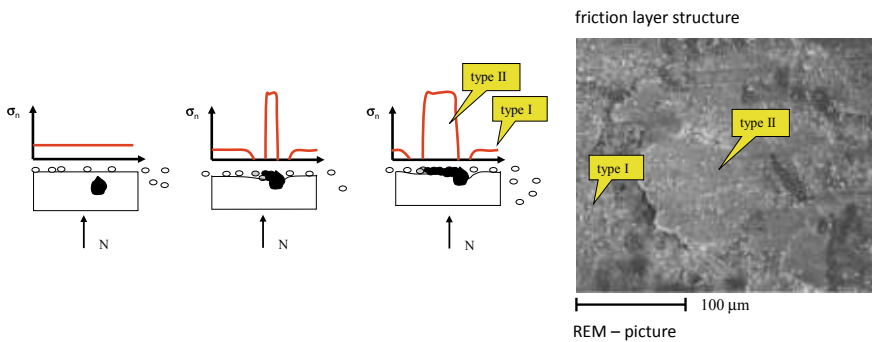 friction layer structure
σn
σn
σn
type II
type I
type II
type I
N
N
N
100 μm
REM – picture